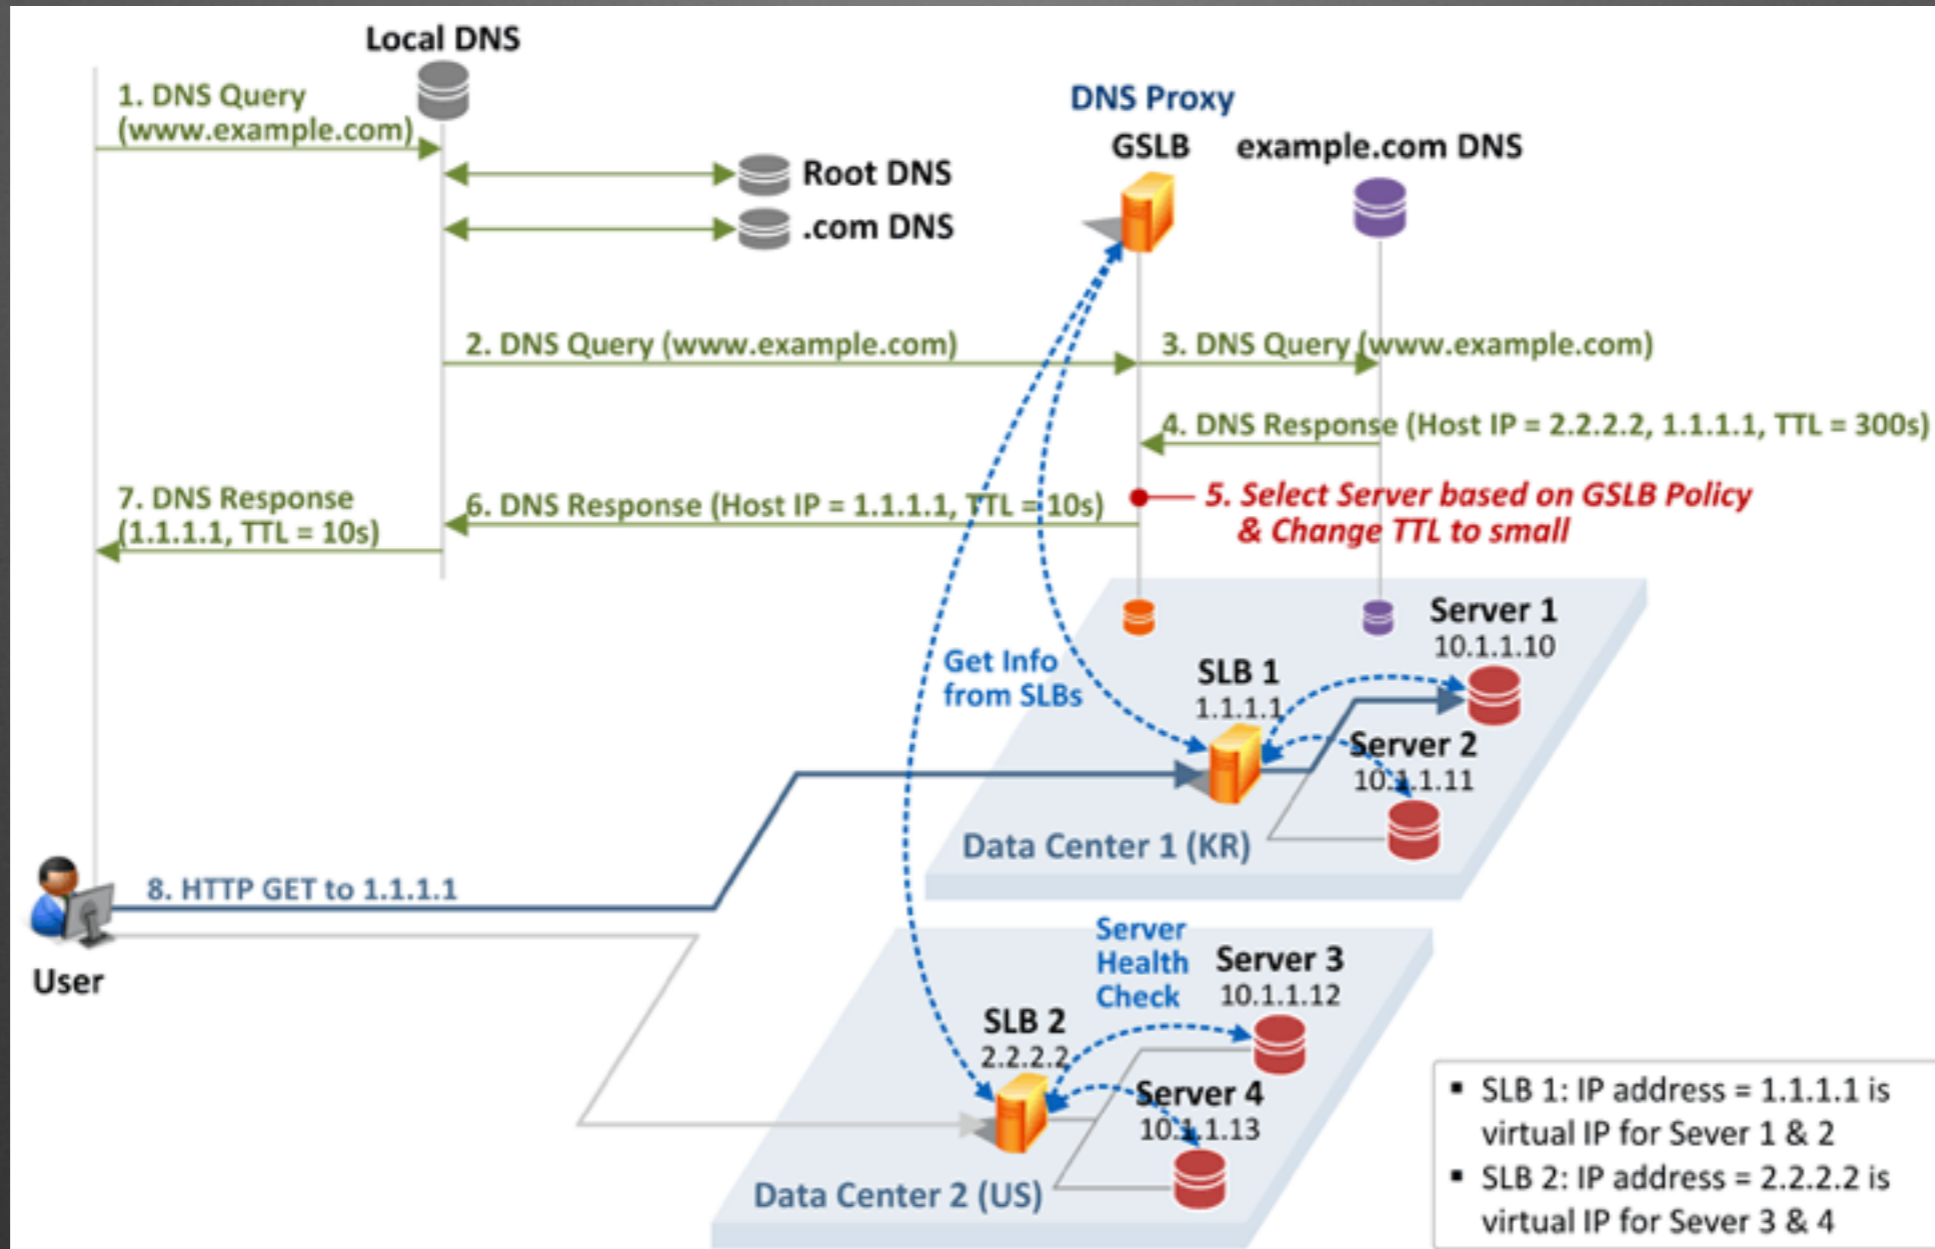 Local DNS
1. DNS Query
(www.example.com)
Root DNS
.com DNS
DNS Proxy
GSLB
example.com DNS
2. DNS Query (www.example.com)
3. DNS Query (www.example.com)
4. DNS Response (Host IP = 2.2.2.2, 1.1.1.1, TTL = 300s)
5. Select Server based on GSLB Policy
& Change TTL to small
6. DNS Response (Host IP = 1.1.1.1, TTL = 10s)
7. DNS Response
(1.1.1.1, TTL = 10s)
Get Info
from SLBs
SLB 1
1.1.1.1
Server 1
10.1.1.10
Server 2
10.1.1.11
Data Center 1 (KR)
8. HTTP GET to 1.1.1.1
User
Server
Health
Check
SLB 2
2.2.2.2
Server 3
10.1.1.12
Server 4
10.1.1.13
Data Center 2 (US)
▪ SLB 1: IP address = 1.1.1.1 is
virtual IP for Sever 1 & 2
▪ SLB 2: IP address = 2.2.2.2 is
virtual IP for Sever 3 & 4